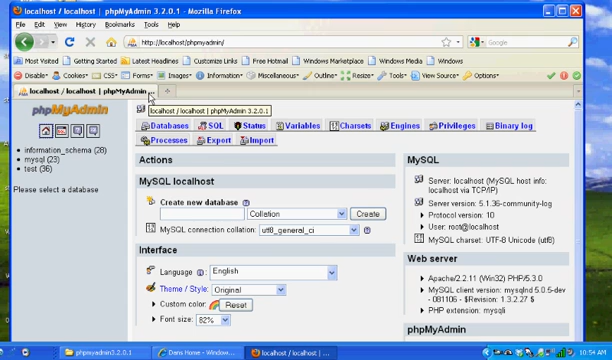 localhost / localhost | phpMyAdmin 3.2.0.1 - Mozilla Firefox
File Edit View History Bookmarks Tools Help
http://localhost/phpmyadmin/
Google
Most Visited Getting Started Latest Headlines Customize Links Free Hotmail Windows Marketplace Windows Media Windows
Disable Cookies CSS Forms Images Information Miscellaneous Outline Resize Tools View Source Options
localhost / localhost | phpMyAdmin ...
localhost / localhost | phpMyAdmin 3.2.0.1
phpMyAdmin
information_schema (28)
mysql (23)
test (36)
Please select a database
Databases SQL Status Variables Charsets Engines Privileges Binary log
Processes Export Import
Actions
MySQL localhost
Create new database
Collation
Create
MySQL connection collation: utf8_general_ci
Interface
Language : English
Theme / Style: Original
Custom color: Reset
Font size: 82%
MySQL
Server: localhost (MySQL host info: localhost via TCP/IP)
Server version: 5.1.36-community-log
Protocol version: 10
User: root@localhost
MySQL charset: UTF-8 Unicode (utf8)
Web server
Apache/2.2.11 (Win32) PHP/5.3.0
MySQL client version: mysqlnd 5.0.5-dev - 081106 - $Revision: 1.3.2.27 $
PHP extension: mysqli
phpMyAdmin
phpmyadmin3.2.0.1
Dans Home - Window...
localhost / localhost | ...
10:54 AM